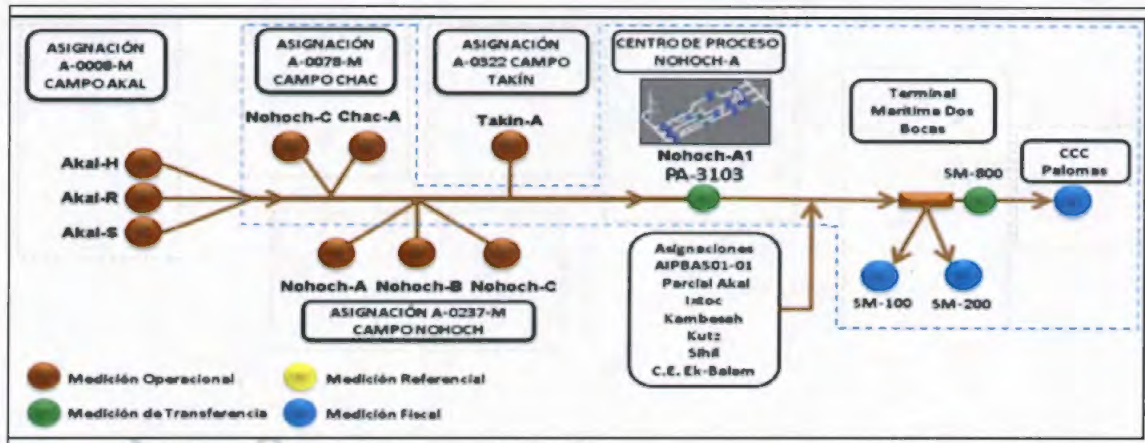 ASIGNACIÓN
A-0008-M
CAMPO AKAL
ASIGNACIÓN
A-0078-M
CAMPO CHAC
ASIGNACIÓN
A-0322 CAMPO
TAKÍN
CENTRO DE PROCESO
NOHOCH-A
Terminal
Marítima Dos
Bocas
CCC
Palomas
Nohoch-C Chac-A
Takin-A
Nohoch-A1
PA-3103
SM-800
Akal-H
Akal-R
Akal-S
Nohoch-A Nohoch-B Nohoch-C
ASIGNACIÓN A-0237-M
CAMPO NOHOCH
Asignaciones
AIPBAS01-01
Parcial Akal
Ixtoc
Kambesah
Kutz
Sihil
C.E. Ek-Balam
SM-100
SM-200
Medición Operacional
Medición Referencial
Medición de Transferencia
Medición Fiscal